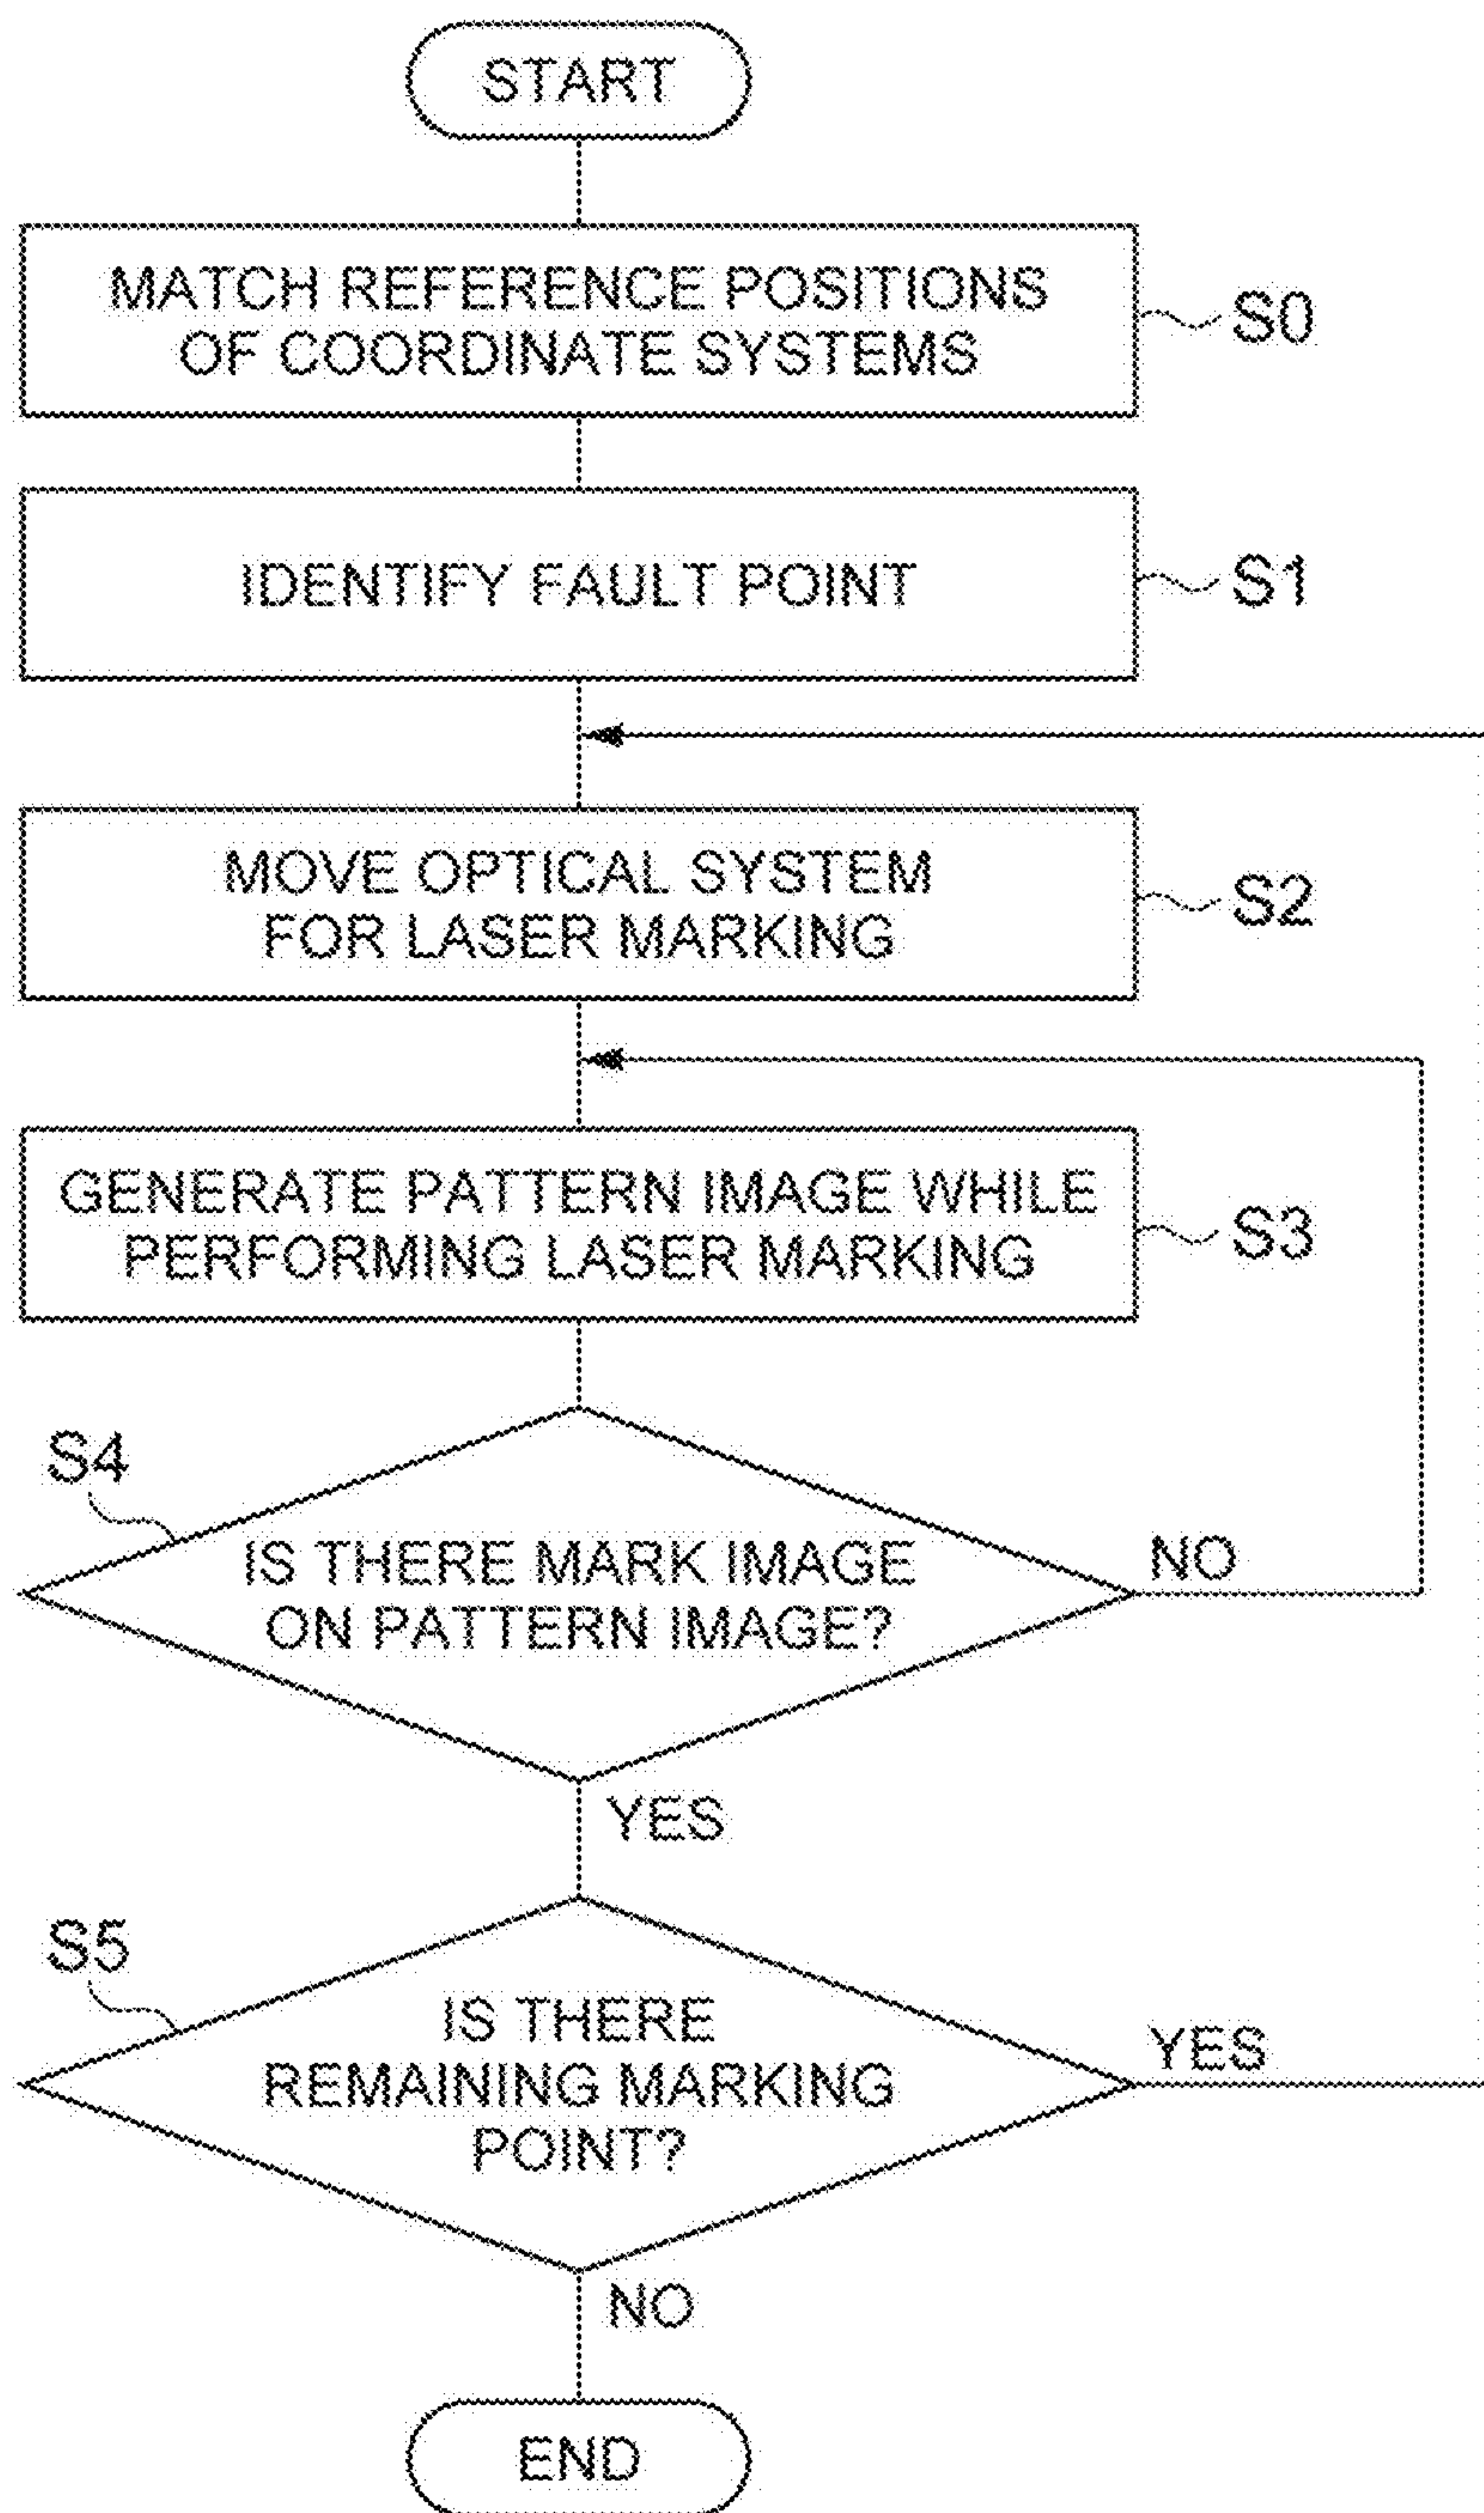 START
MATCH REFERENCE POSITIONS
OF COORDINATE SYSTEMS
S0
IDENTIFY FAULT POINT
S1
MOVE OPTICAL SYSTEM
FOR LASER MARKING
S2
GENERATE PATTERN IMAGE WHILE
PERFORMING LASER MARKING
S3
S4
IS THERE MARK IMAGE
ON PATTERN IMAGE?
NO
YES
S5
IS THERE
REMAINING MARKING
POINT?
YES
NO
END